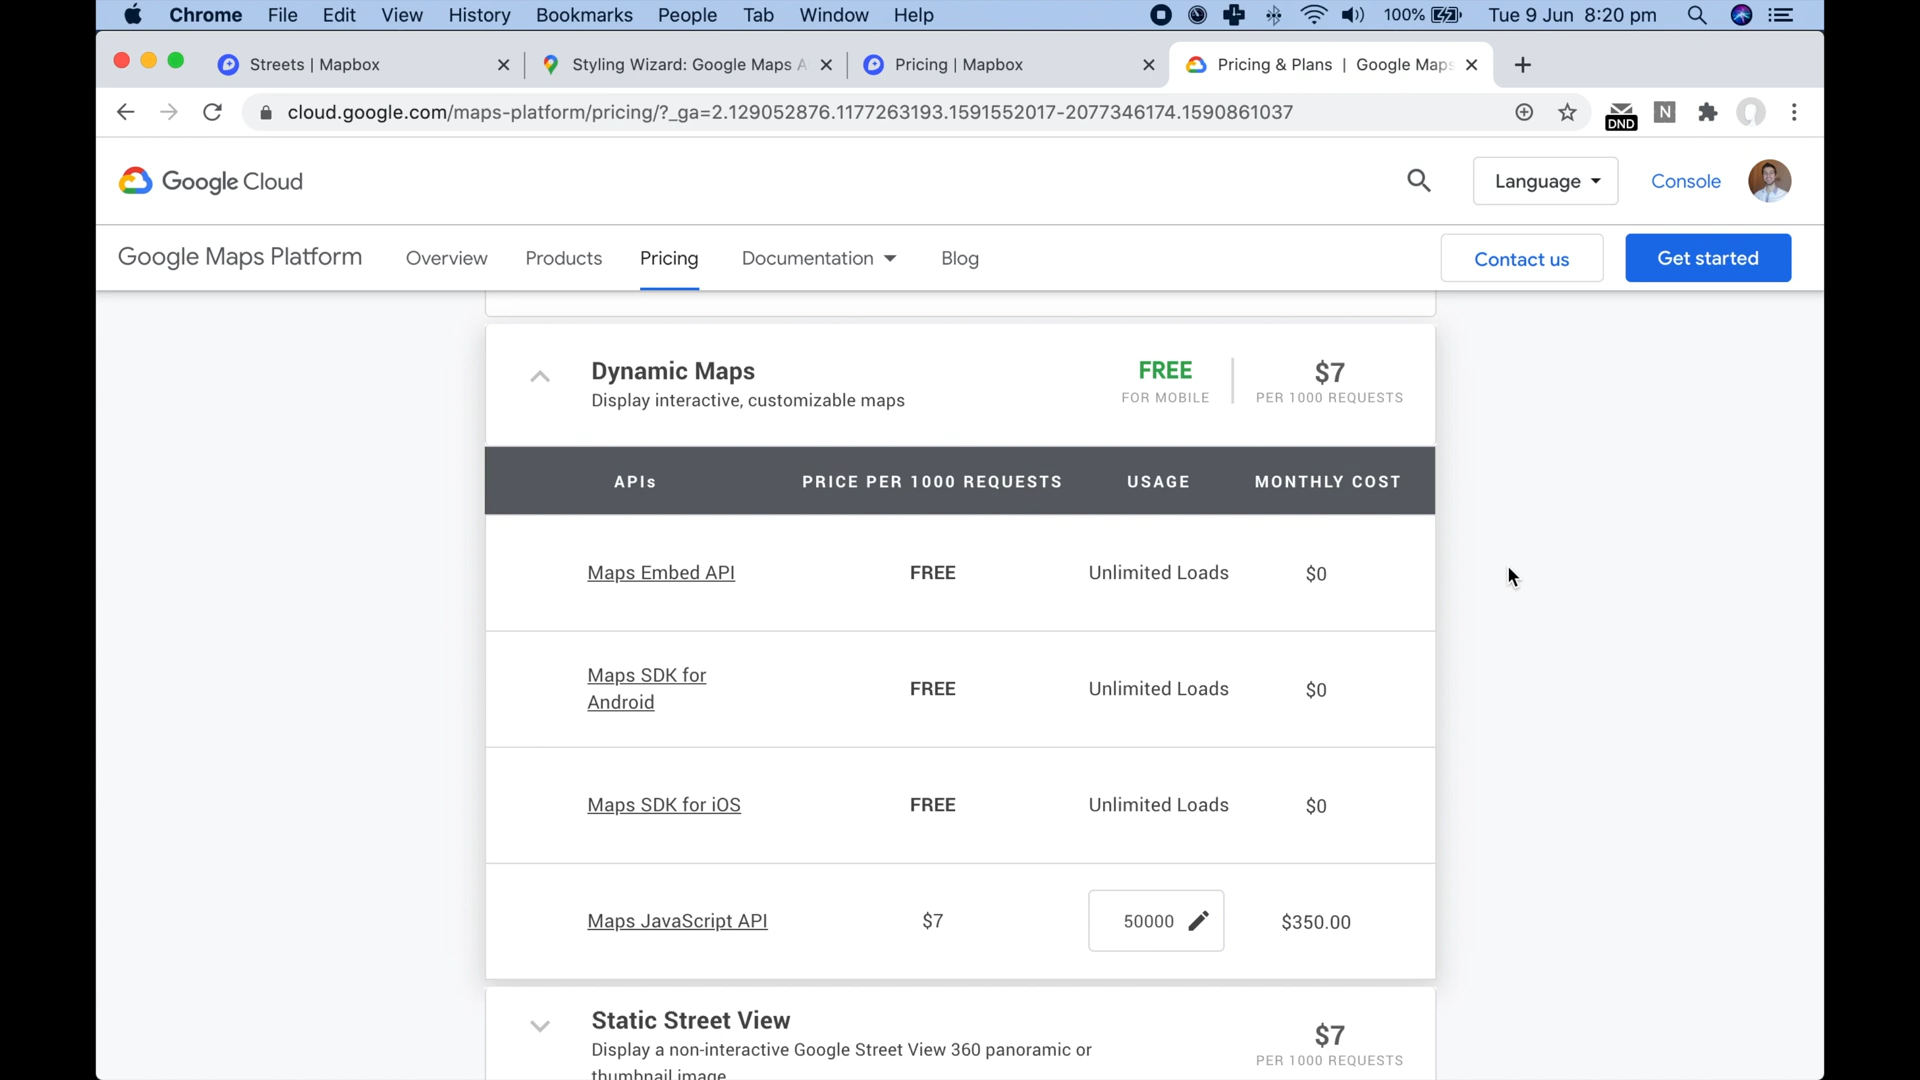 Chrome File Edit View History Bookmarks People Tab Window Help 100% Tue 9 Jun 8:20 pm
Streets | Mapbox
Styling Wizard: Google Maps A
Pricing | Mapbox
Pricing & Plans | Google Maps
cloud.google.com/maps-platform/pricing/?_ga=2.129052876.1177263193.1591552017-2077346174.1590861037
DND
N
Google Cloud
Language
Console
Google Maps Platform
Overview
Products
Pricing
Documentation
Blog
Contact us
Get started
Dynamic Maps
Display interactive, customizable maps
FREE
FOR MOBILE
$7
PER 1000 REQUESTS
APIs PRICE PER 1000 REQUESTS USAGE MONTHLY COST
Maps Embed API FREE Unlimited Loads $0
Maps SDK for
Android
FREE Unlimited Loads $0
Maps SDK for iOS FREE Unlimited Loads $0
Maps JavaScript API $7 50000 $350.00
Static Street View
Display a non-interactive Google Street View 360 panoramic or
thumbnail image
$7
PER 1000 REQUESTS